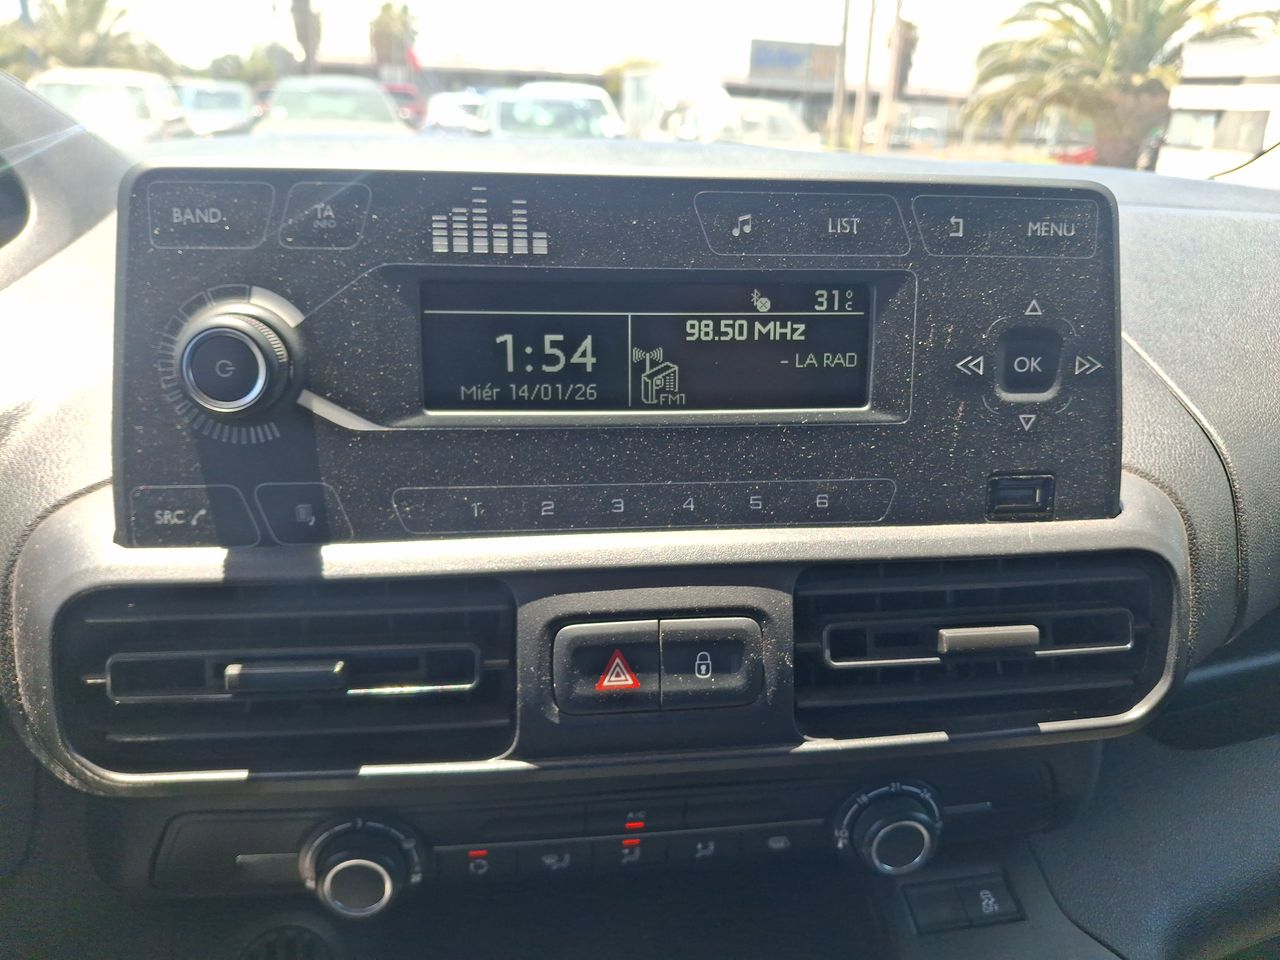 BAND
TA
INFO
LIST
MENU
31°C
98.50 MHz
1:54
- LA RAD
Miér 14/01/26
FM1
OK
SRC
1 2 3 4 5 6
A/C
21